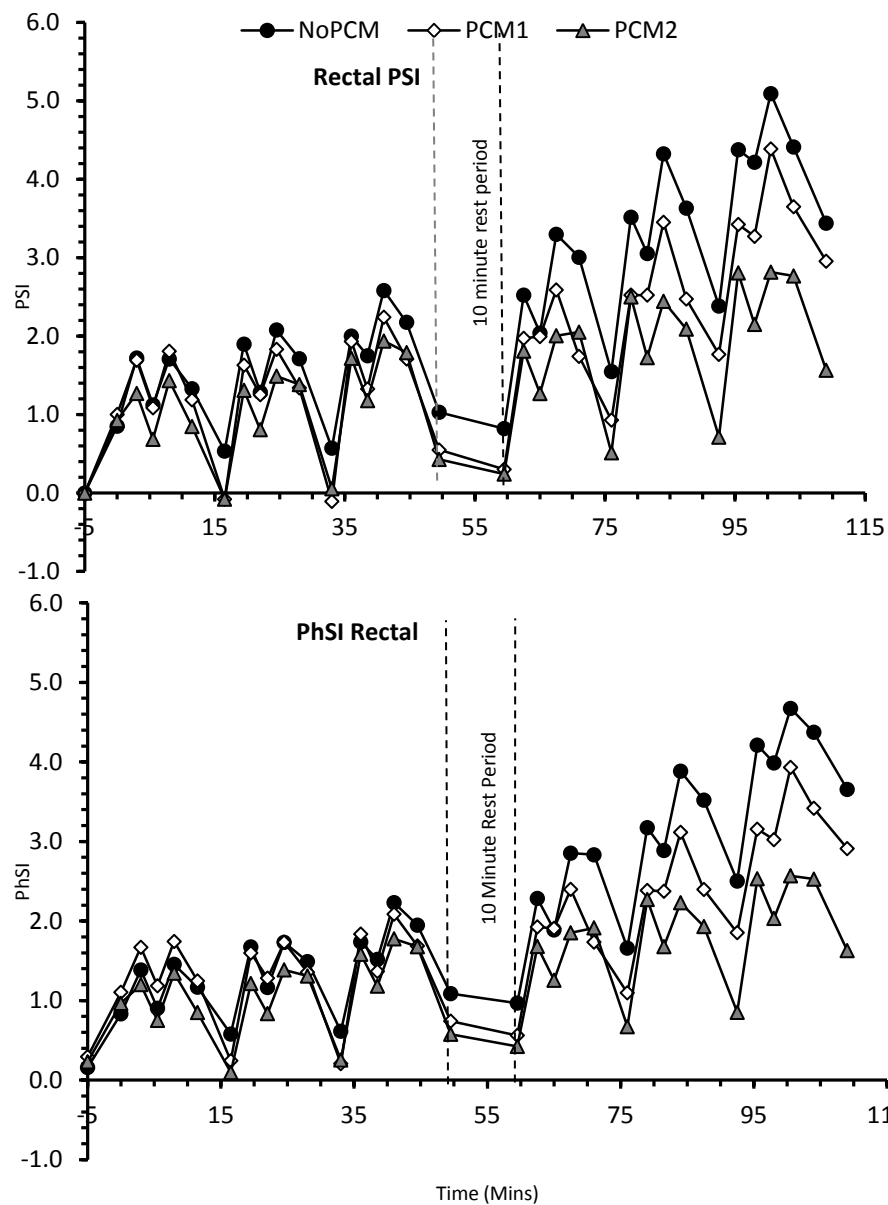 6.0
NoPCM PCM1 PCM2
Rectal PSI
5.0
4.0
3.0
2.0
1.0
0.0
-1.0
PSI
10 minute rest period
-5 15 35 55 75 95 115
6.0
PhSI Rectal
5.0
4.0
3.0
2.0
1.0
0.0
-1.0
PhSI
10 Minute Rest Period
-5 15 35 55 75 95 11
Time (Mins)